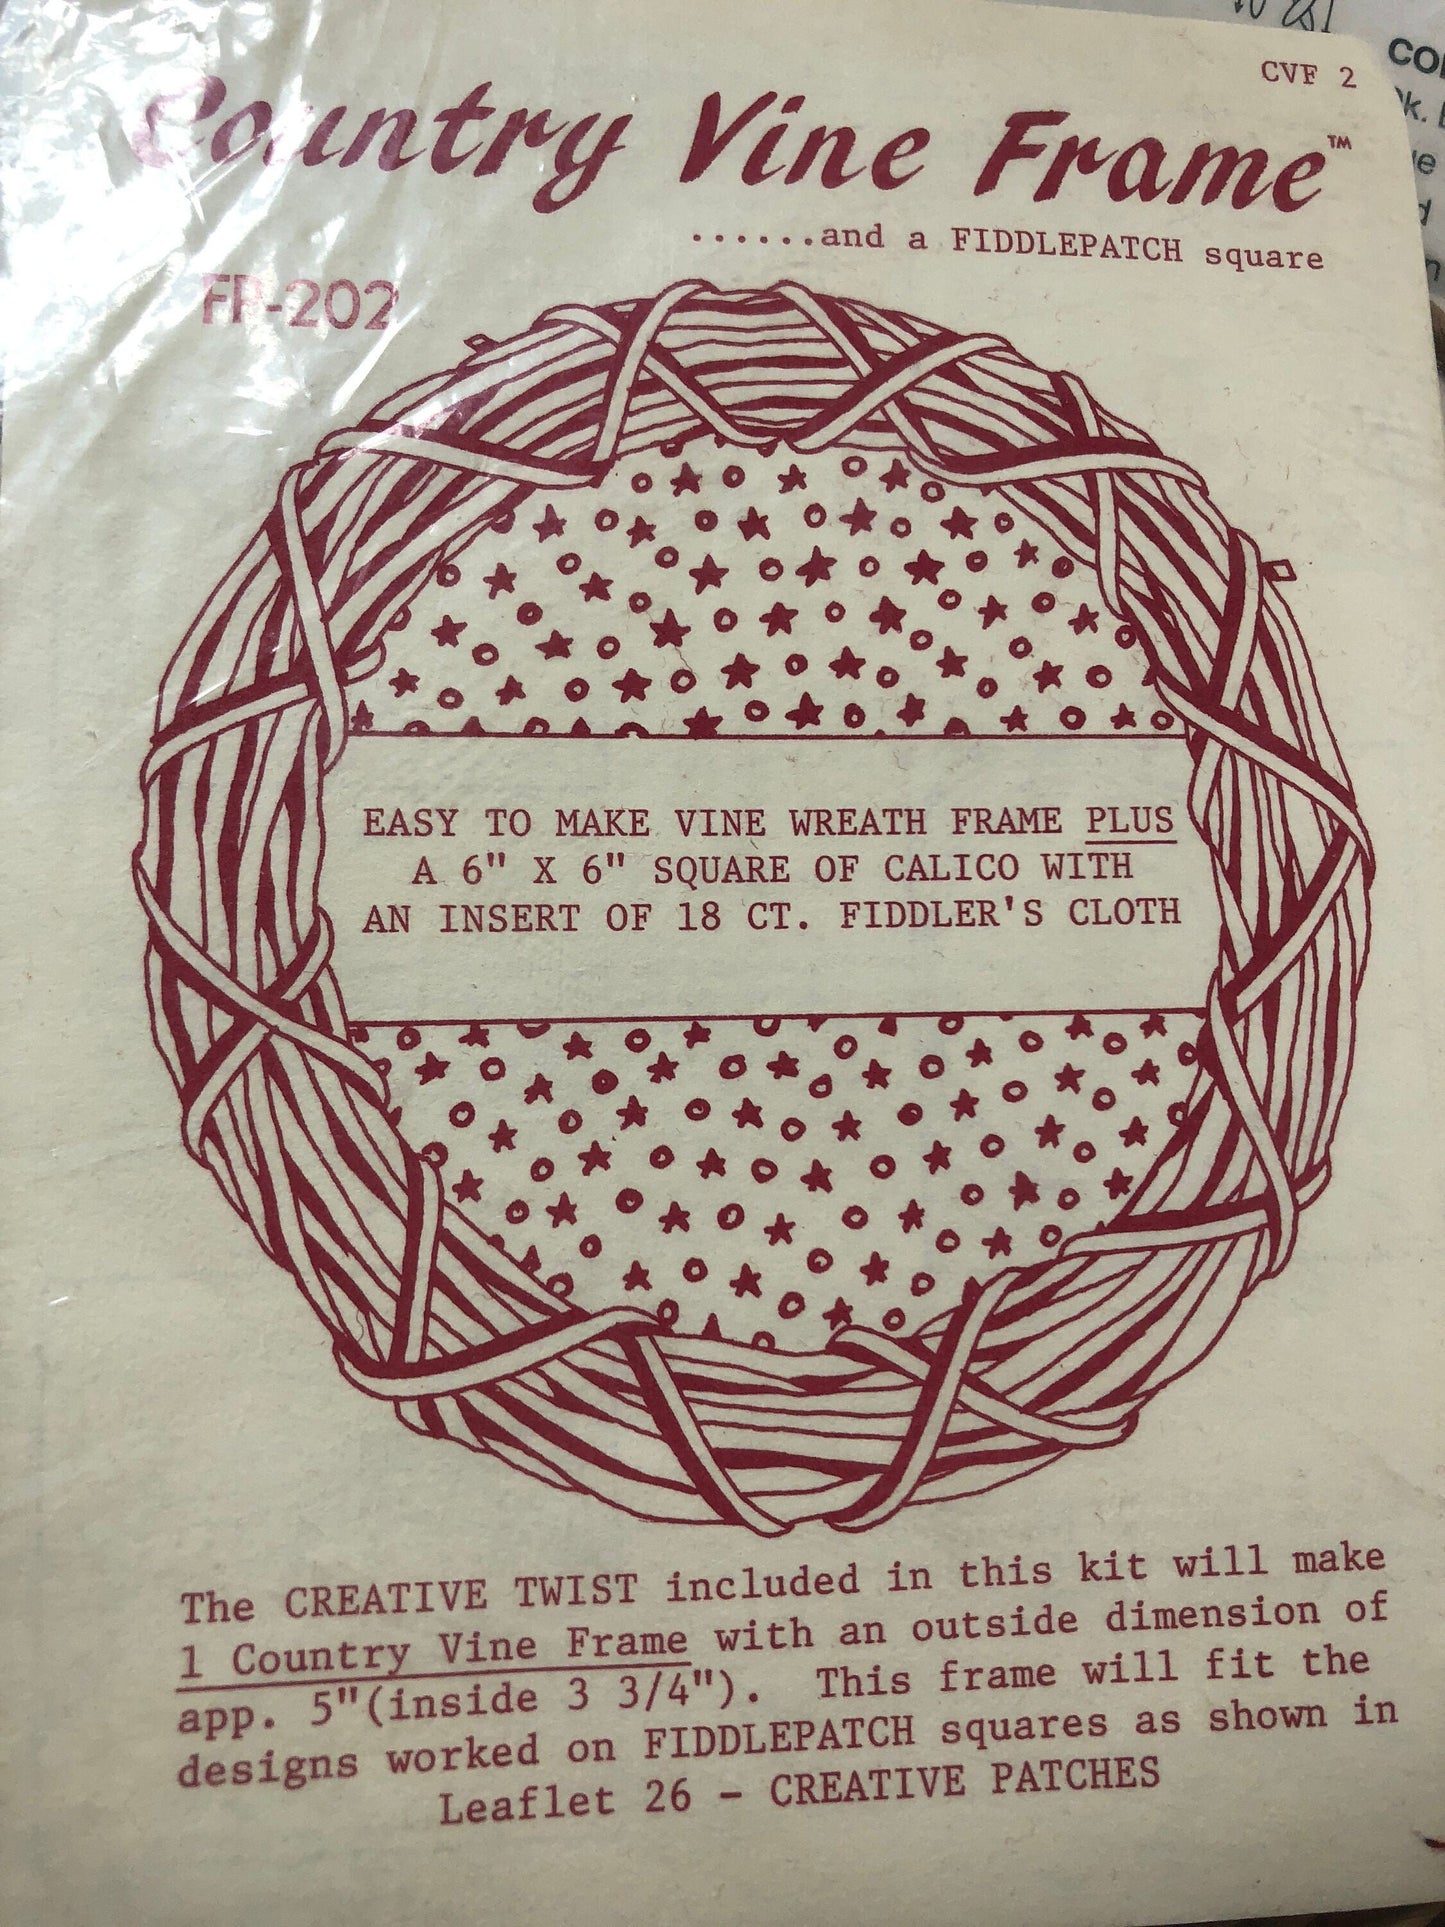 CVF 2
Country Vine Frame™
......and a FIDDLEPATCH square
FP-202
EASY TO MAKE VINE WREATH FRAME PLUS
A 6" X 6" SQUARE OF CALICO WITH
AN INSERT OF 18 CT. FIDDLER'S CLOTH
The CREATIVE TWIST included in this kit will make
1 Country Vine Frame with an outside dimension of
app. 5"(inside 3 3/4"). This frame will fit the
designs worked on FIDDLEPATCH squares as shown in
Leaflet 26 - CREATIVE PATCHES